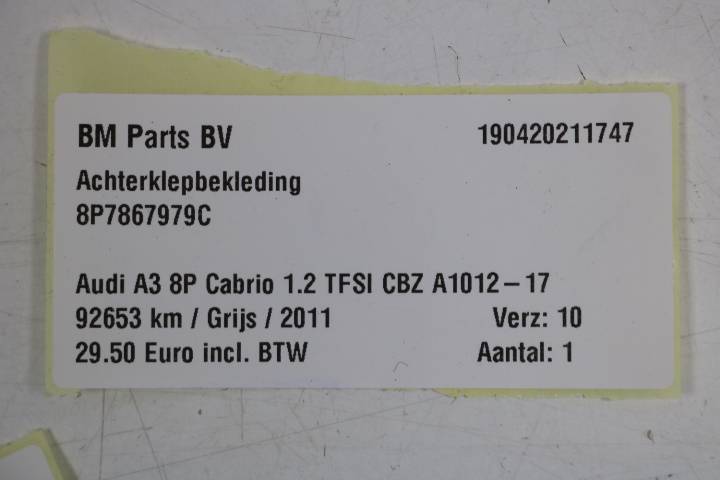 BM Parts BV 190420211747
Achterklepbekleding
8P7867979C
Audi A3 8P Cabrio 1.2 TFSI CBZ A1012 – 17
92653 km / Grijs / 2011 Verz: 10
29.50 Euro incl. BTW Aantal: 1